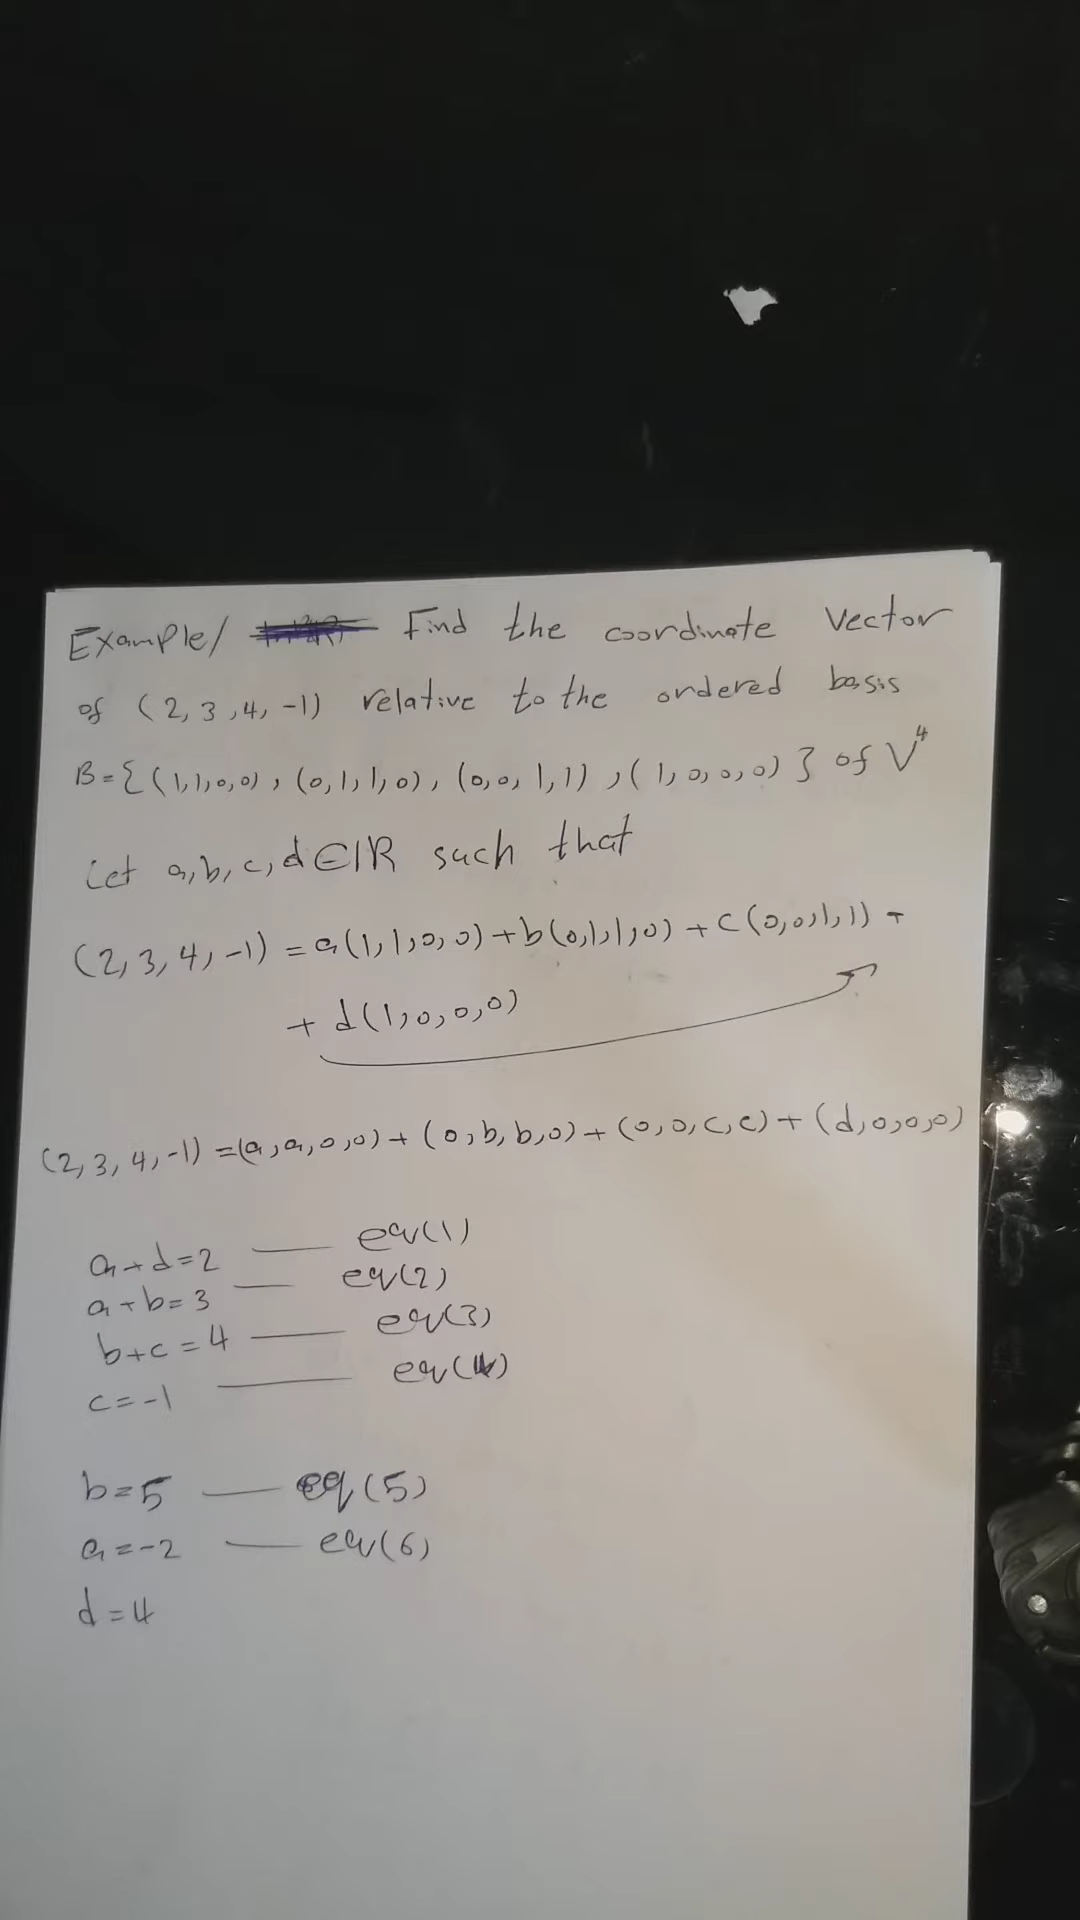 Example/ Find the coordinate Vector
of (2, 3, 4, -1) relative to the ordered basis
B={(1,1,0,0), (0,1,1,0), (0,0,1,1), (1,0,0,0)} of V⁴
Let a,b,c,d∈IR such that
(2,3,4,-1) = a(1,1,0,0)+b(0,1,1,0) + c(0,0,1,1) +
+ d(1,0,0,0)
(2,3,4,-1) =(a,a,0,0)+(0,b,b,0)+(0,0,c,c)+(d,0,0,0)
a+d=2 —— eq(1)
a+b=3 —— eq(2)
b+c=4 —— eq(3)
c=-1 —— eq(4)
b=5 —— eq(5)
a=-2 —— eq(6)
d=4